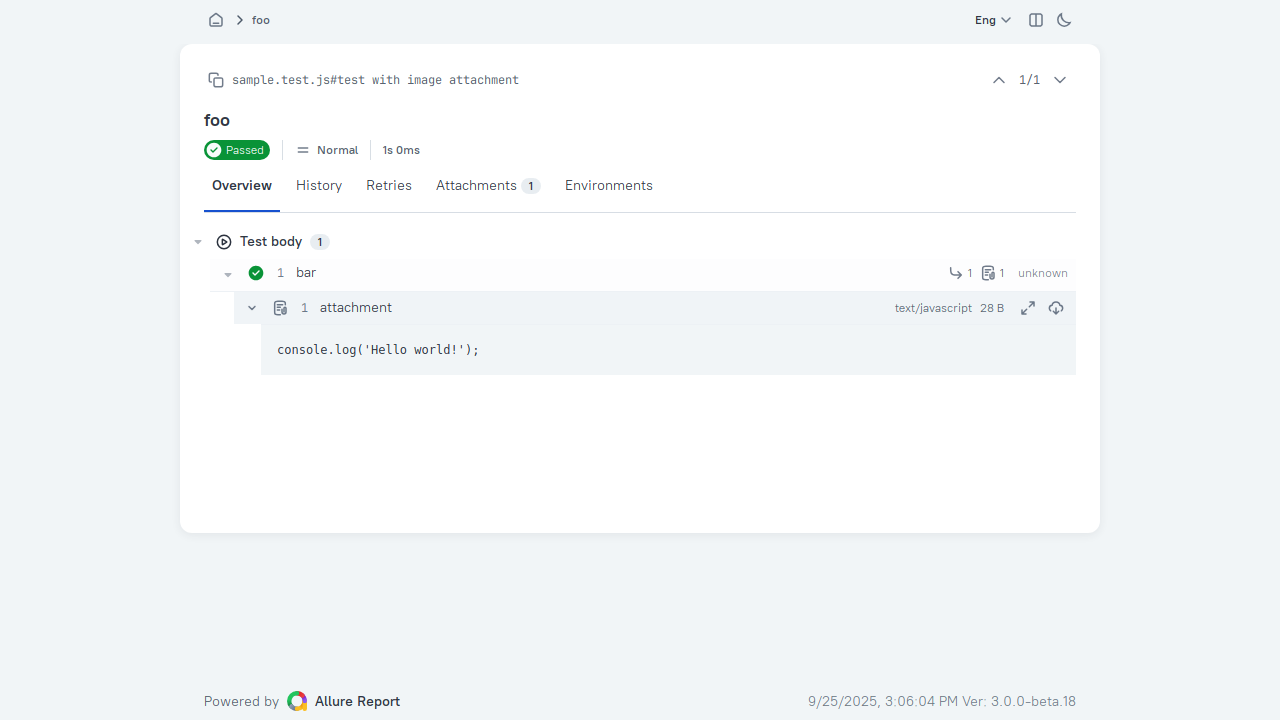 foo
Eng
sample.test.js#test with image attachment
1/1
foo
Passed
Normal
1s 0ms
Overview
History
Retries
Attachments 1
Environments
Test body 1
1 bar
1
1
unknown
1 attachment
text/javascript 28 B
console.log('Hello world!');
Powered by Allure Report
9/25/2025, 3:06:04 PM Ver: 3.0.0-beta.18